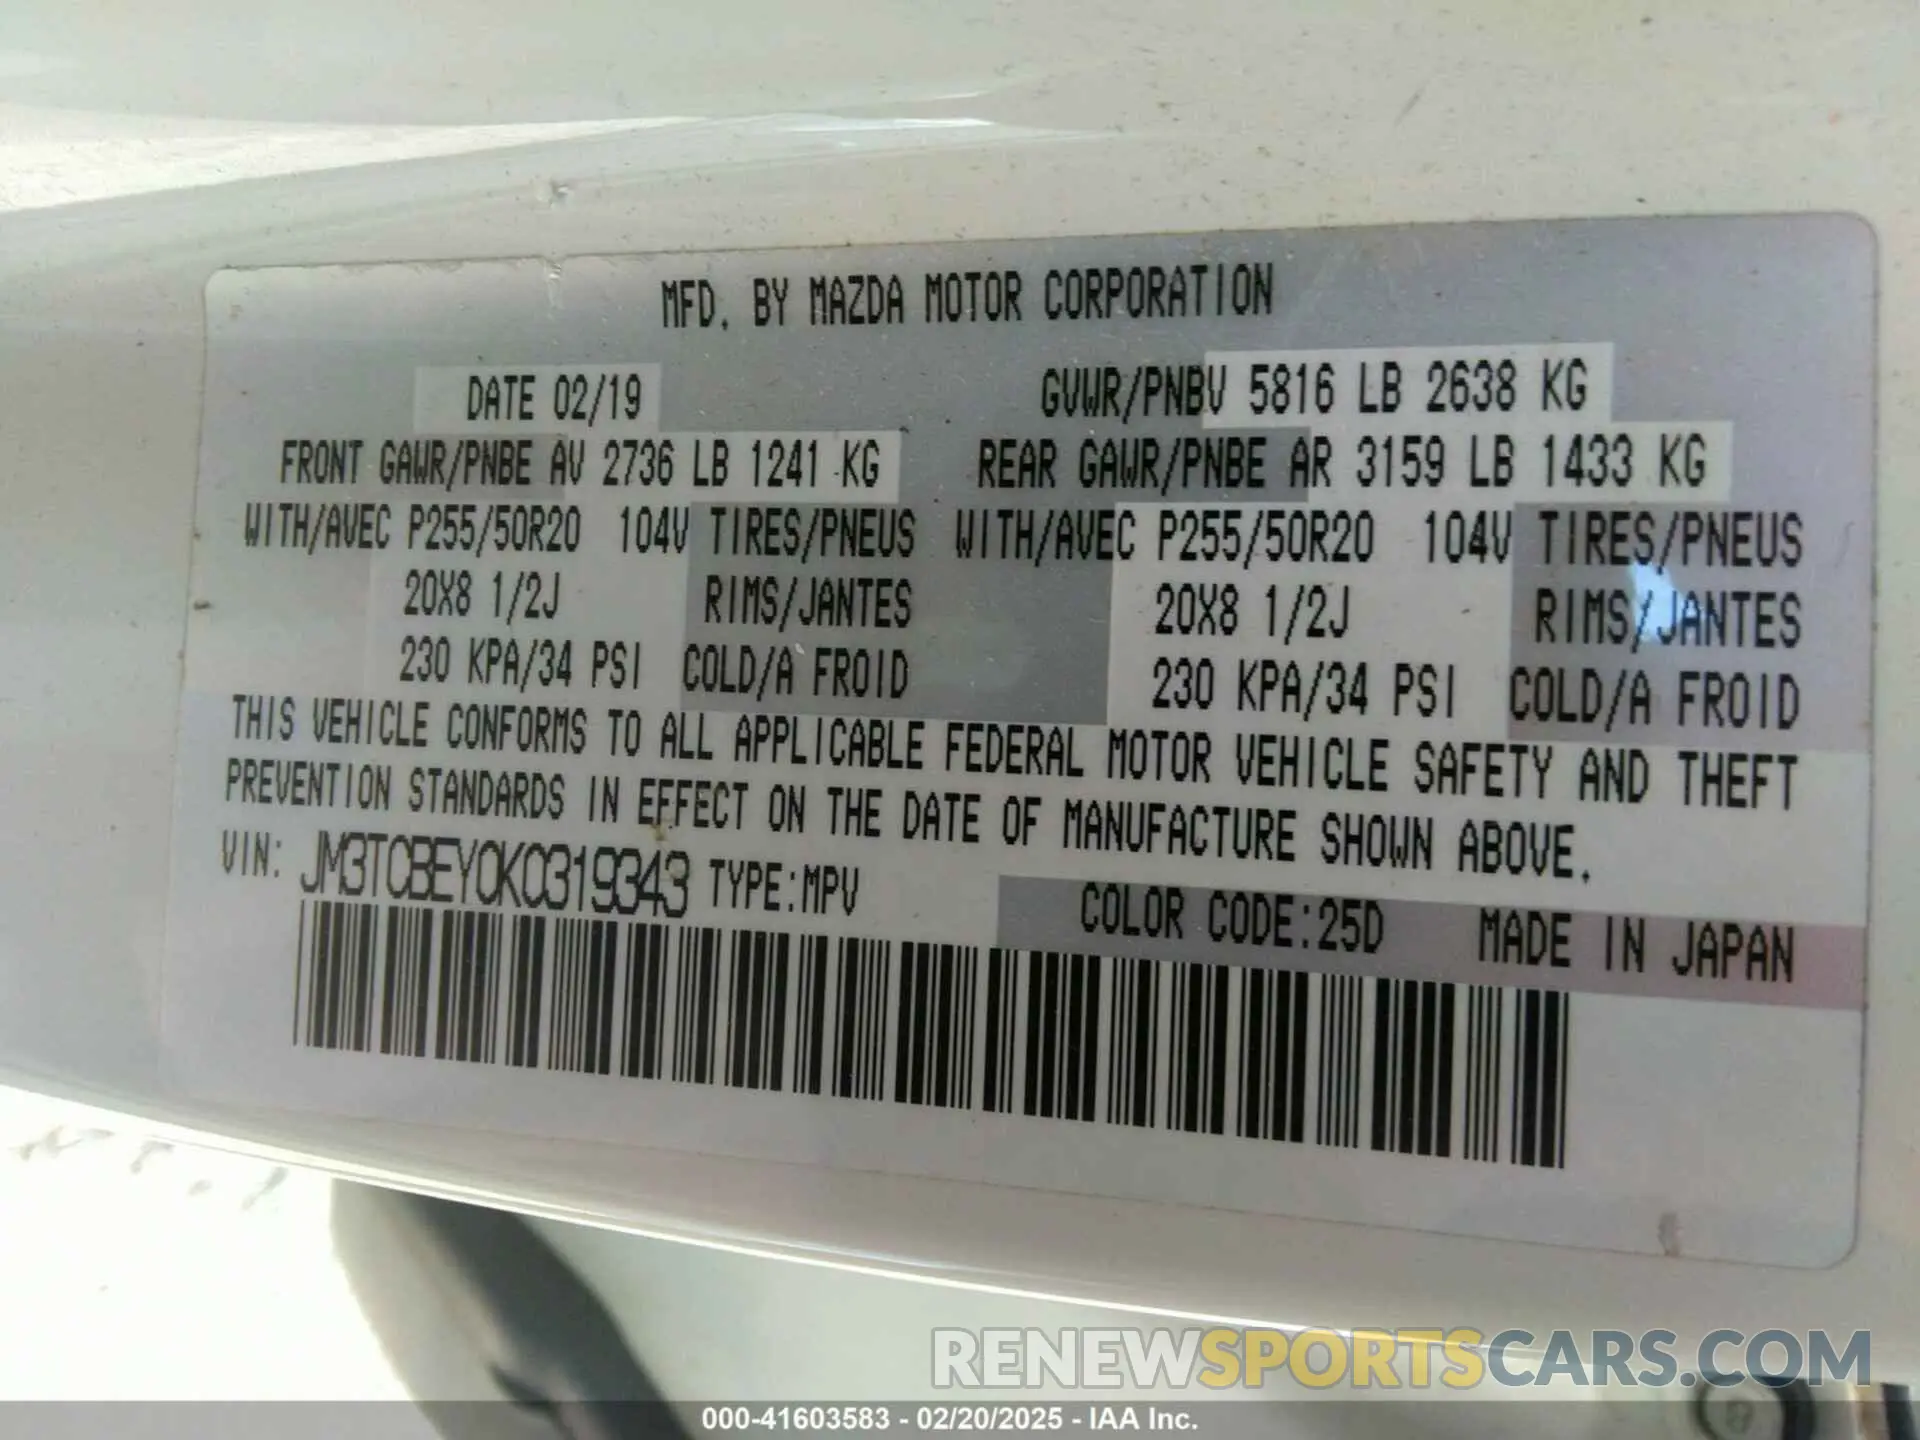 MFD. BY MAZDA MOTOR CORPORATION
DATE 02/19 GVWR/PNBV 5816 LB 2638 KG
FRONT GAWR/PNBE AV 2736 LB 1241 KG REAR GAWR/PNBE AR 3159 LB 1433 KG
WITH/AVEC P255/50R20 104V TIRES/PNEUS WITH/AVEC P255/50R20 104V TIRES/PNEUS
20X8 1/2J RIMS/JANTES 20X8 1/2J RIMS/JANTES
230 KPA/34 PSI COLD/A FROID 230 KPA/34 PSI COLD/A FROID
THIS VEHICLE CONFORMS TO ALL APPLICABLE FEDERAL MOTOR VEHICLE SAFETY AND THEFT
PREVENTION STANDARDS IN EFFECT ON THE DATE OF MANUFACTURE SHOWN ABOVE.
VIN: JM3TCBEY0K0319343 TYPE:MPV
COLOR CODE:25D MADE IN JAPAN
RENEWSPORTSCARS.COM
000-41603583 - 02/20/2025 - IAA Inc.